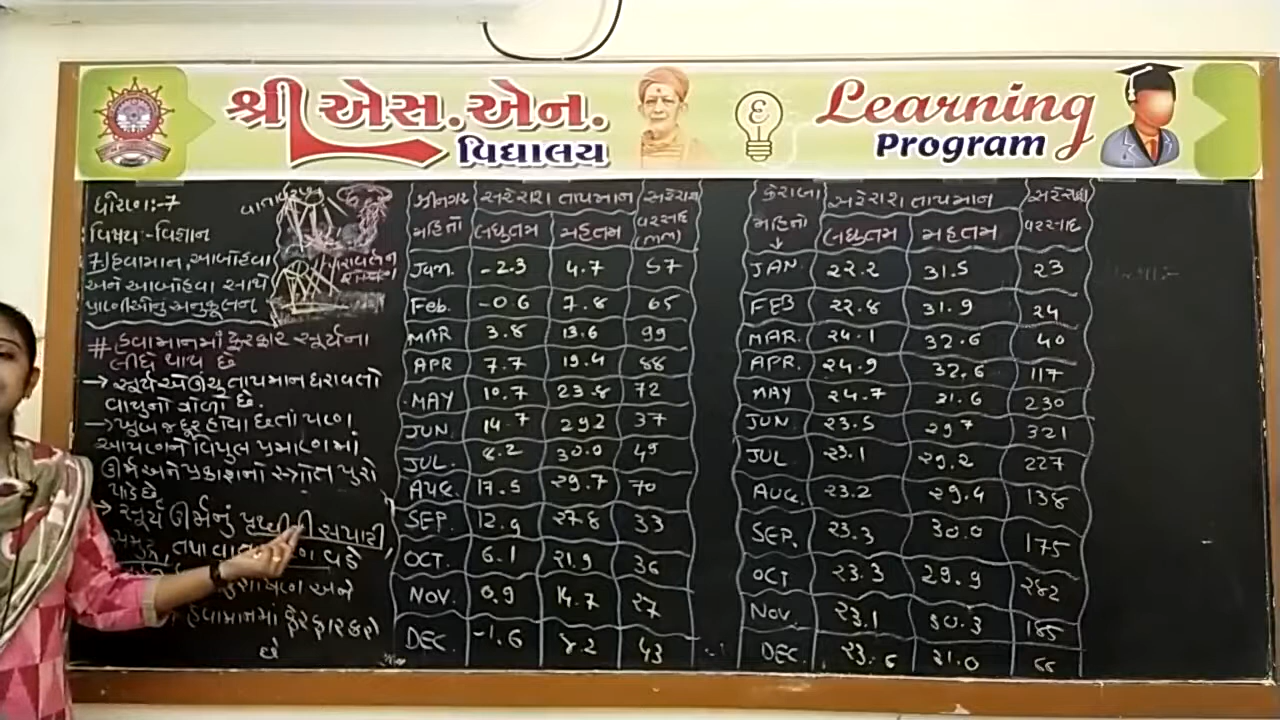 શ્રી એસ. એન.
વિદ્યાલય
Learning
Program
ધોરણ:-7
વિષય:-વિજ્ઞાન
7) હવામાન, આબોહવા
અને આબોહવા સાથે
પ્રાણીઓનું અનુકૂલન
# હવામાનમાં ફેરફાર સૂર્યના
લીધે થાય છે
→ સૂર્ય એ ઊંચુ તાપમાન ધરાવતો
વાયુનો ગોળો છે.
→ ખૂબ જ દૂર હોવા છતાં પણ
આપણને વિપુલ પ્રમાણમાં
ઊર્જા અને પ્રકાશનો સ્ત્રોત પુરો
પાડે છે
→ સૂર્ય ઊર્જાનું પૃથ્વીની સપાટી,
તથા વડે
અને
હવામાનમાં ફેરફાર કરો
છે
શ્રીનગર સરેરાશ તાપમાન સરેરાશ
મહિનો લઘુતમ મહતમ વરસાદ
(mm)
Jan. -2.3 4.7 57
Feb. -0.6 7.8 65
MAR 3.8 13.6 99
APR 7.7 19.4 88
MAY 10.7 23.8 72
JUN. 14.7 29.2 37
JUL. 8.2 30.0 49
AUG. 17.5 29.7 70
SEP. 12.9 27.8 33
OCT. 6.1 21.9 36
NOV. 0.9 14.7 27
DEC -1.6 8.2 43
કેરાલા સરેરાશ તાપમાન સરેરાશ
મહિનો લઘુતમ મહતમ વરસાદ
↓
JAN. 22.2 31.5 23
FEB 22.8 31.9 24
MAR. 24.1 32.6 40
APR. 24.9 32.6 117
MAY 24.7 31.6 230
JUN 23.5 29.7 321
JUL 23.1 29.2 227
AUG. 23.2 29.4 138
SEP. 23.3 30.0 175
OCT 23.3 29.9 282
NOV. 23.1 30.3 185
DEC. 23.6 31.0 66